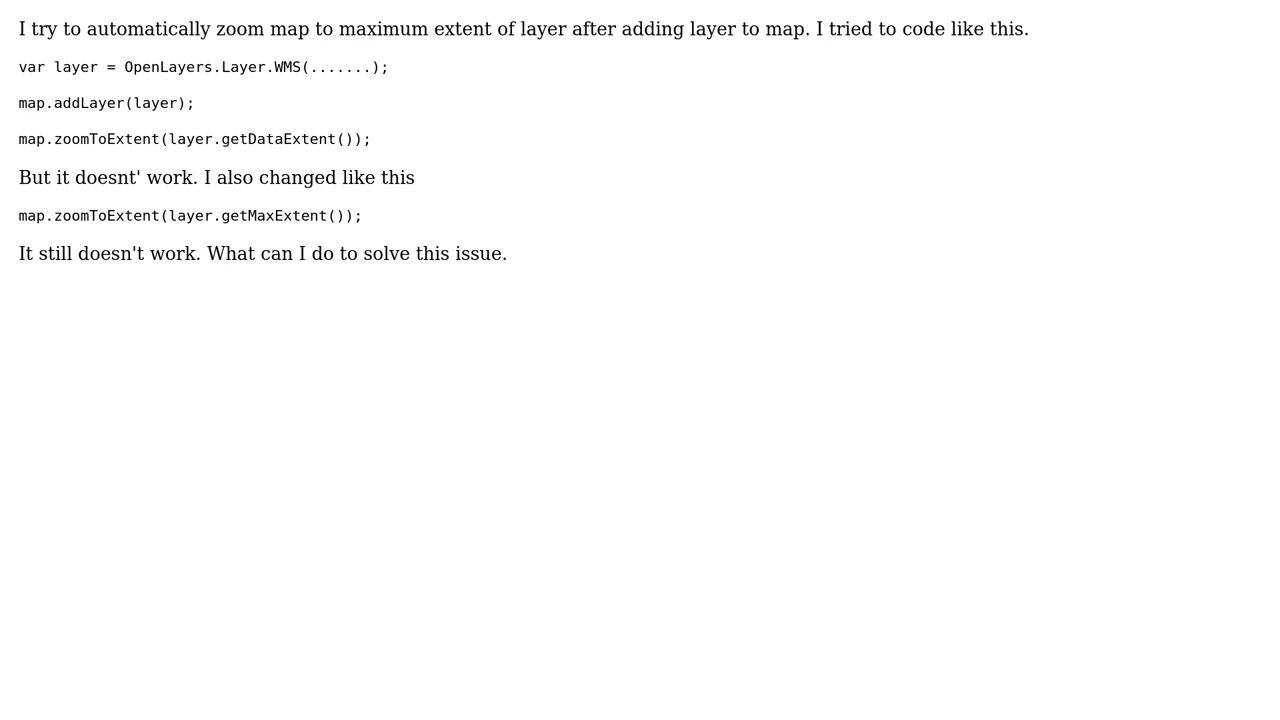 I try to automatically zoom map to maximum extent of layer after adding layer to map. I tried to code like this.
var layer = OpenLayers.Layer.WMS(.......);
map.addLayer(layer);
map.zoomToExtent(layer.getDataExtent());
But it doesnt' work. I also changed like this
map.zoomToExtent(layer.getMaxExtent());
It still doesn't work. What can I do to solve this issue.